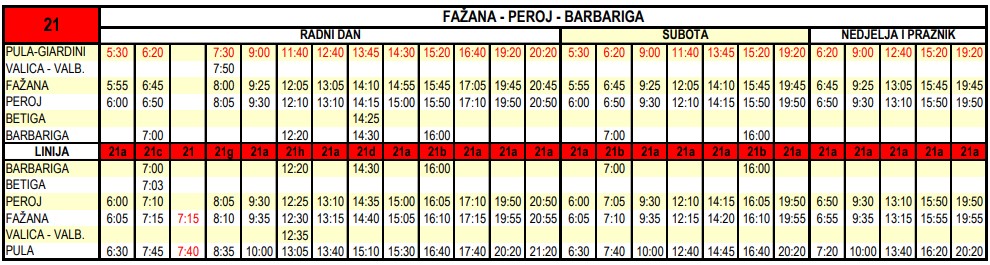 21
FAŽANA - PEROJ - BARBARIGA
RADNI DAN SUBOTA NEDJELJA I PRAZNIK
PULA-GIARDINI 5:30 6:20 7:30 9:00 11:40 12:40 13:45 14:30 15:20 16:40 19:20 20:20 5:30 6:20 9:00 11:40 13:45 15:20 19:20 6:20 9:00 12:40 15:20 19:20
VALICA - VALB. 7:50
FAŽANA 5:55 6:45 8:00 9:25 12:05 13:05 14:10 14:55 15:45 17:05 19:45 20:45 5:55 6:45 9:25 12:05 14:10 15:45 19:45 6:45 9:25 13:05 15:45 19:45
PEROJ 6:00 6:50 8:05 9:30 12:10 13:10 14:15 15:00 15:50 17:10 19:50 20:50 6:00 6:50 9:30 12:10 14:15 15:50 19:50 6:50 9:30 13:10 15:50 19:50
BETIGA 14:25
BARBARIGA 7:00 12:20 14:30 16:00 7:00 16:00
LINIJA 21a 21c 21 21g 21a 21h 21a 21d 21a 21b 21a 21a 21a 21a 21b 21a 21a 21a 21b 21a 21a 21a 21a 21a 21a
BARBARIGA 7:00 12:20 14:30 16:00 7:00 16:00
BETIGA 7:03
PEROJ 6:00 7:10 8:05 9:30 12:25 13:10 14:35 15:00 16:05 17:10 19:50 20:50 6:00 7:05 9:30 12:10 14:15 16:05 19:50 6:50 9:30 13:10 15:50 19:50
FAŽANA 6:05 7:15 7:15 8:10 9:35 12:30 13:15 14:40 15:05 16:10 17:15 19:55 20:55 6:05 7:10 9:35 12:15 14:20 16:10 19:55 6:55 9:35 13:15 15:55 19:55
VALICA - VALB. 12:35
PULA 6:30 7:45 7:40 8:35 10:00 13:05 13:40 15:10 15:30 16:40 17:40 20:20 21:20 6:30 7:40 10:00 12:40 14:45 16:40 20:20 7:20 10:00 13:40 16:20 20:20